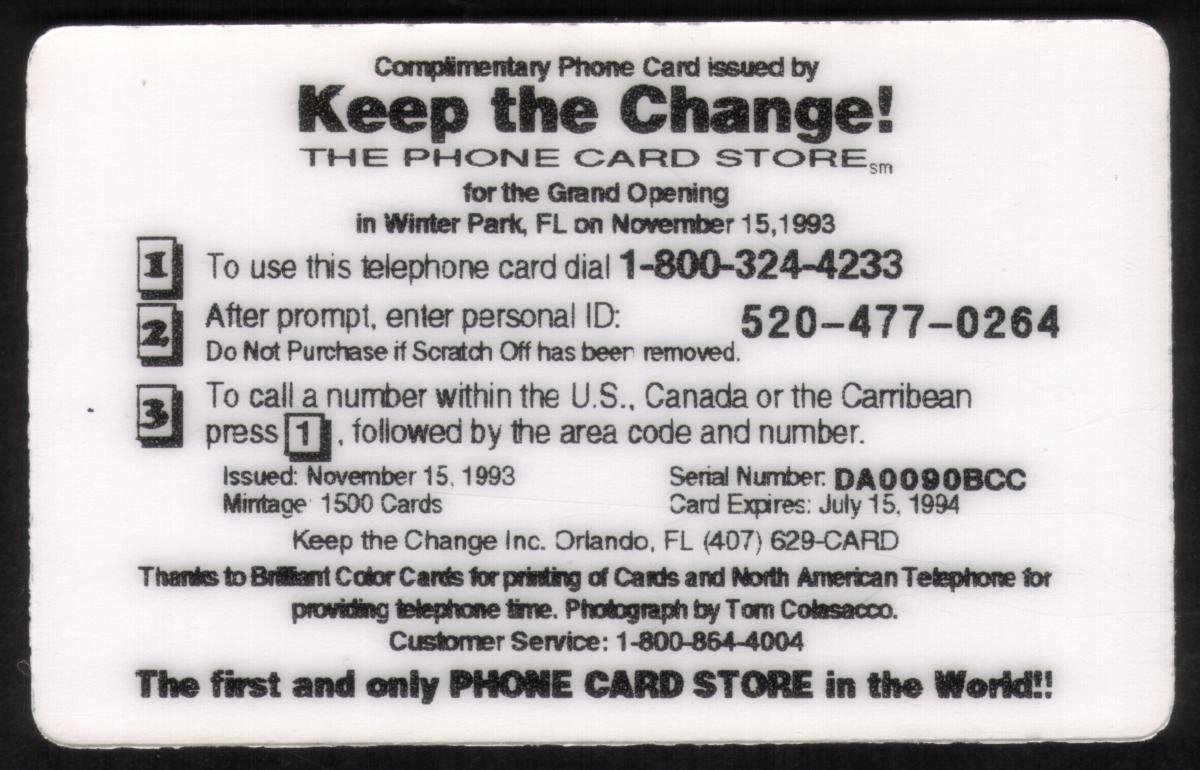 Complimentary Phone Card issued by
Keep the Change!
THE PHONE CARD STORE sm
for the Grand Opening
in Winter Park, FL on November 15,1993
1 To use this telephone card dial 1-800-324-4233
2 After prompt, enter personal ID: 520-477-0264
Do Not Purchase if Scratch Off has been removed.
3 To call a number within the U.S., Canada or the Carribean
press 1 , followed by the area code and number.
Issued: November 15, 1993 Serial Number: DA0090BCC
Mintage 1500 Cards Card Expires: July 15, 1994
Keep the Change Inc. Orlando, FL (407) 629-CARD
Thanks to Brilliant Color Cards for printing of Cards and North American Telephone for
providing telephone time. Photograph by Tom Colasacco.
Customer Service: 1-800-864-4004
The first and only PHONE CARD STORE in the World!!